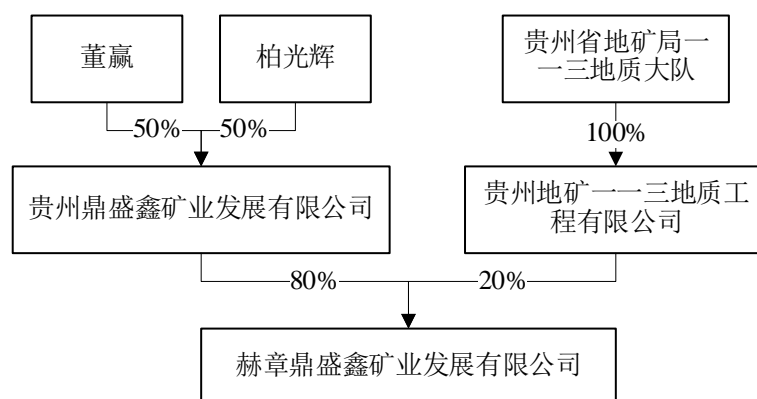 董赢
柏光辉
贵州省地矿局一
一三地质大队
50%
50%
100%
贵州鼎盛鑫矿业发展有限公司
贵州地矿一一三地质工
程有限公司
80%
20%
赫章鼎盛鑫矿业发展有限公司